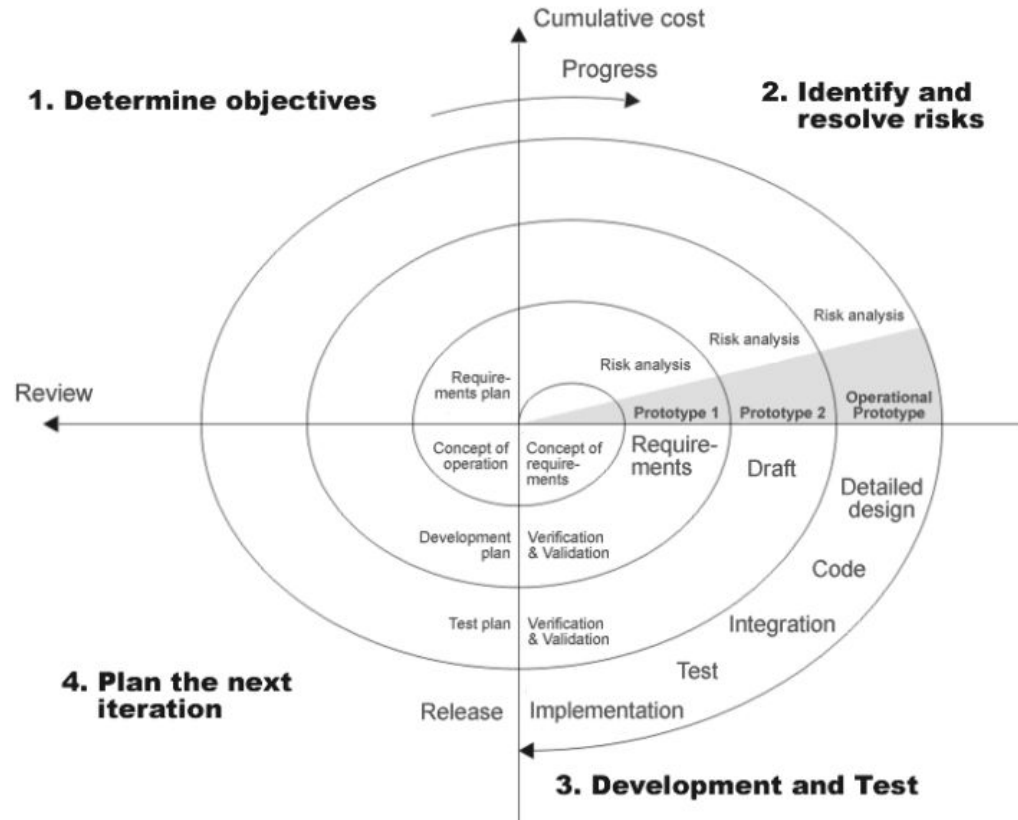 Cumulative cost
Progress
1. Determine objectives
2. Identify and
resolve risks
Risk analysis
Risk analysis
Risk analysis
Review
Require-
ments plan
Prototype 1
Prototype 2
Operational
Prototype
Concept of
operation
Concept of
require-
ments
Require-
ments
Draft
Detailed
design
Development
plan
Verification
& Validation
Code
Test plan
Verification
& Validation
Integration
Test
4. Plan the next
iteration
Release
Implementation
3. Development and Test